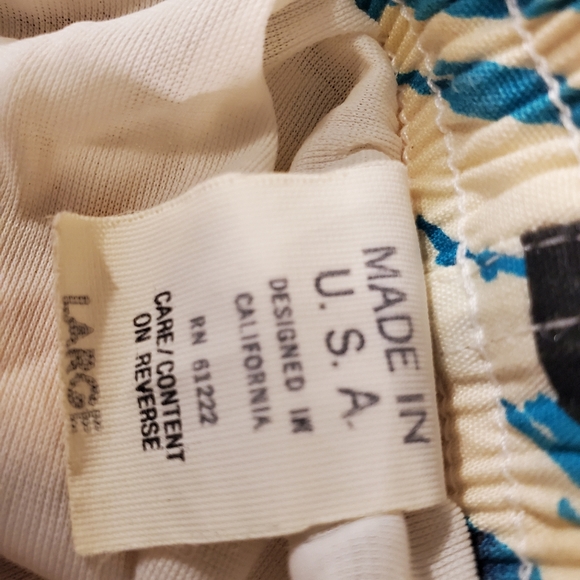 MADE IN
U. S. A.
DESIGNED IN
CALIFORNIA
RN 61222
CARE/CONTENT
ON REVERSE
LARGE